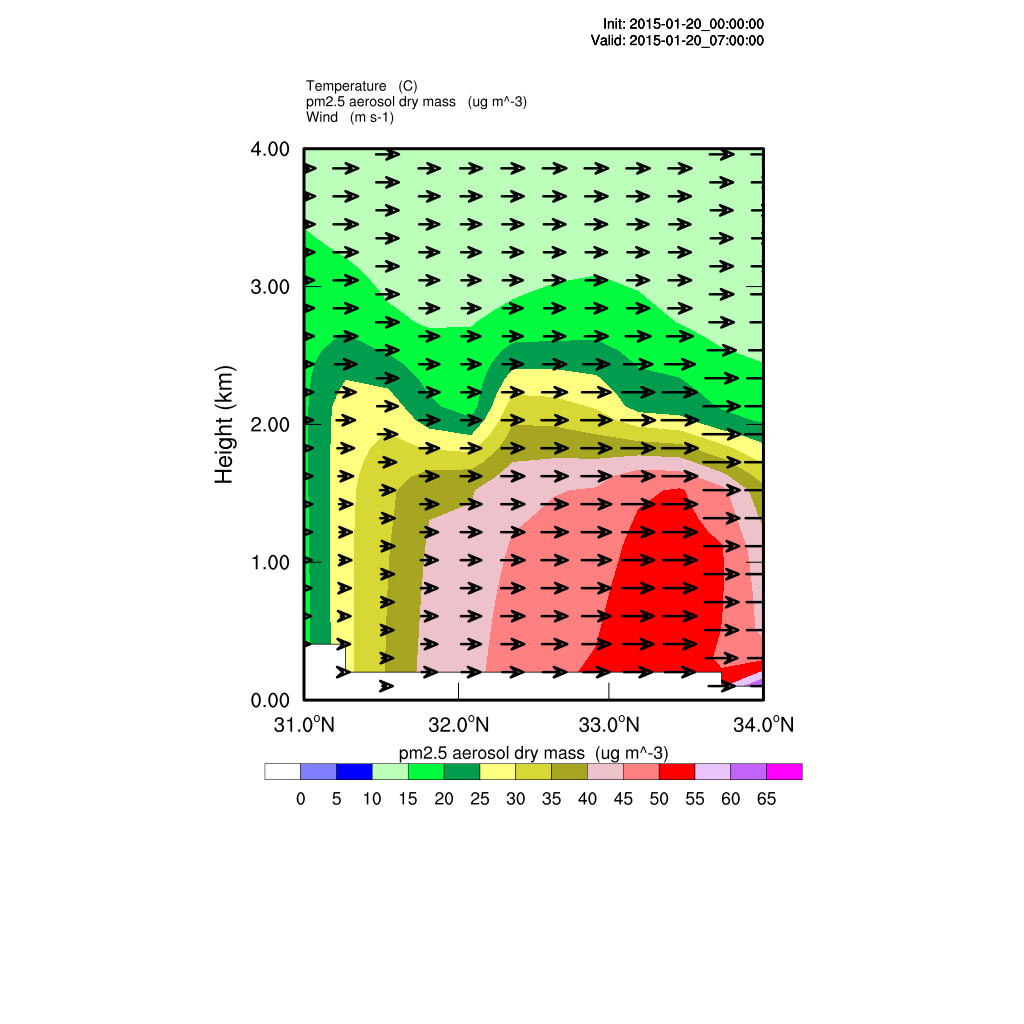 Init: 2015-01-20_00:00:00
Valid: 2015-01-20_07:00:00
Temperature (C)
pm2.5 aerosol dry mass (ug m^-3)
Wind (m s-1)
4.00
3.00
2.00
1.00
0.00
Height (km)
31.0°N 32.0°N 33.0°N 34.0°N
pm2.5 aerosol dry mass (ug m^-3)
0 5 10 15 20 25 30 35 40 45 50 55 60 65